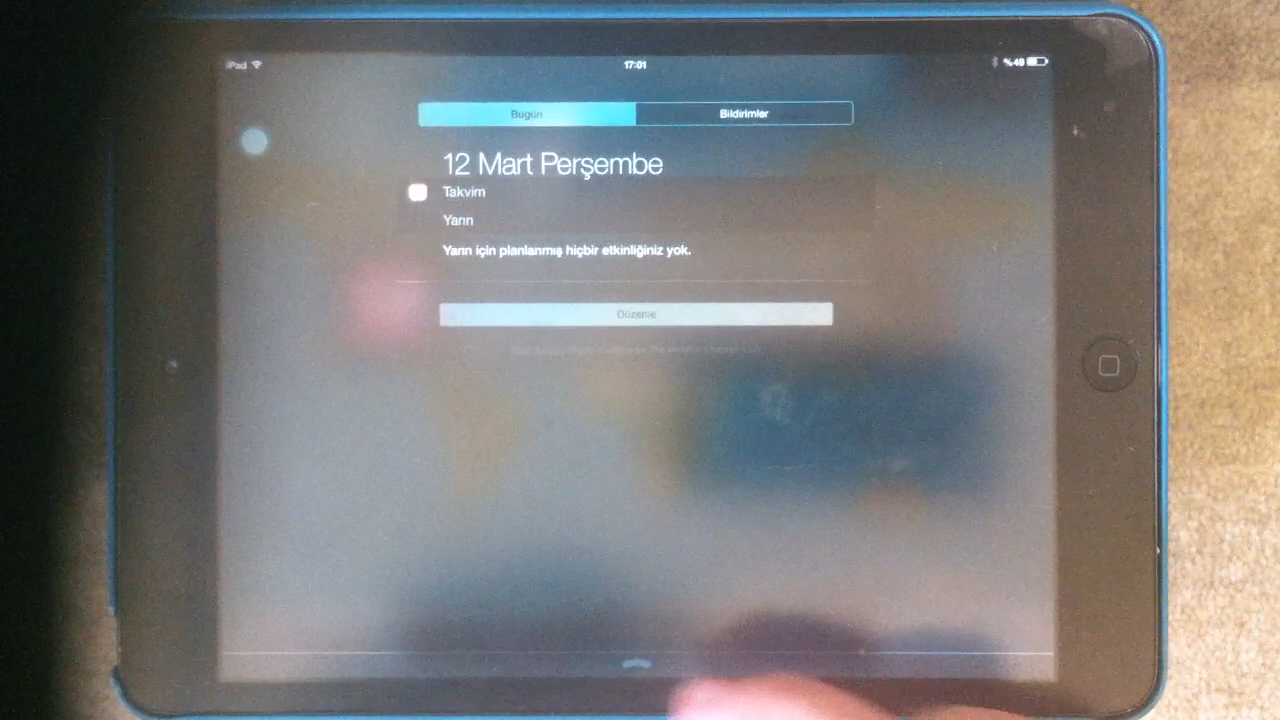 iPad 17:01 %49
Bugün Bildirimler
12 Mart Perşembe
Takvim
Yarın
Yarın için planlanmış hiçbir etkinliğiniz yok.
Düzenle